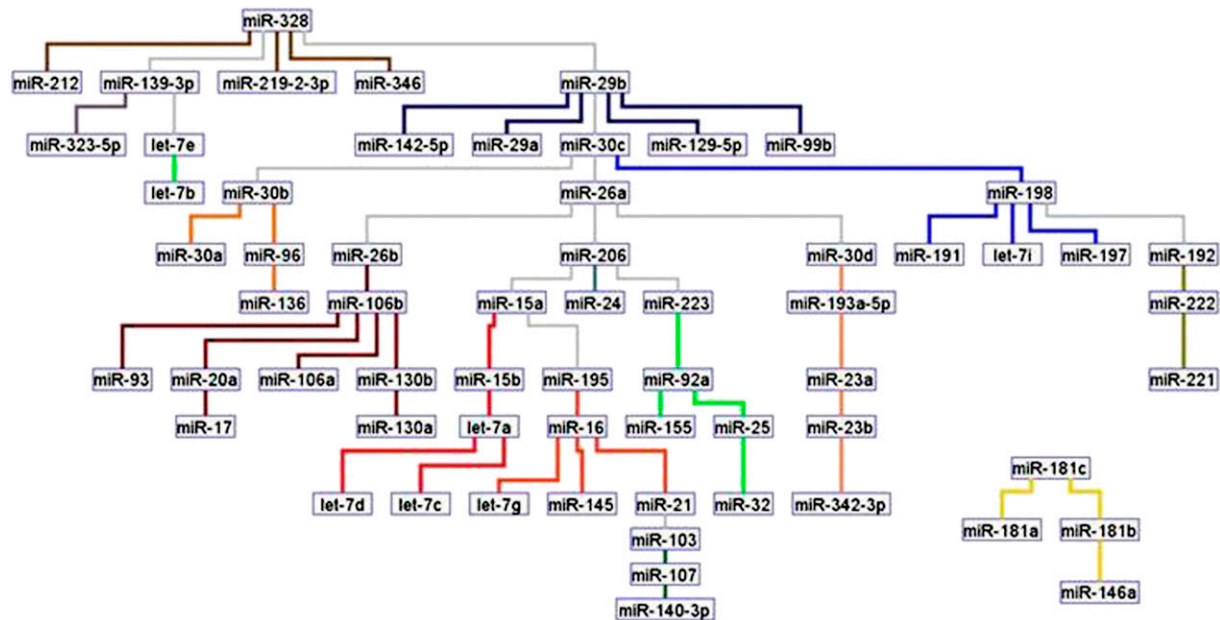 miR-328
miR-212 miR-139-3p miR-219-2-3p miR-346 miR-29b
miR-323-5p let-7e miR-142-5p miR-29a miR-30c miR-129-5p miR-99b
let-7b miR-30b miR-26a miR-198
miR-30a miR-96 miR-26b miR-206 miR-30d miR-191 let-7i miR-197 miR-192
miR-136 miR-106b miR-15a miR-24 miR-223 miR-193a-5p miR-222
miR-93 miR-20a miR-106a miR-130b miR-15b miR-195 miR-92a miR-23a miR-221
miR-17 miR-130a let-7a miR-16 miR-155 miR-25 miR-23b
miR-181c
let-7d let-7c let-7g miR-145 miR-21 miR-32 miR-342-3p
miR-181a miR-181b
miR-103
miR-107
miR-146a
miR-140-3p